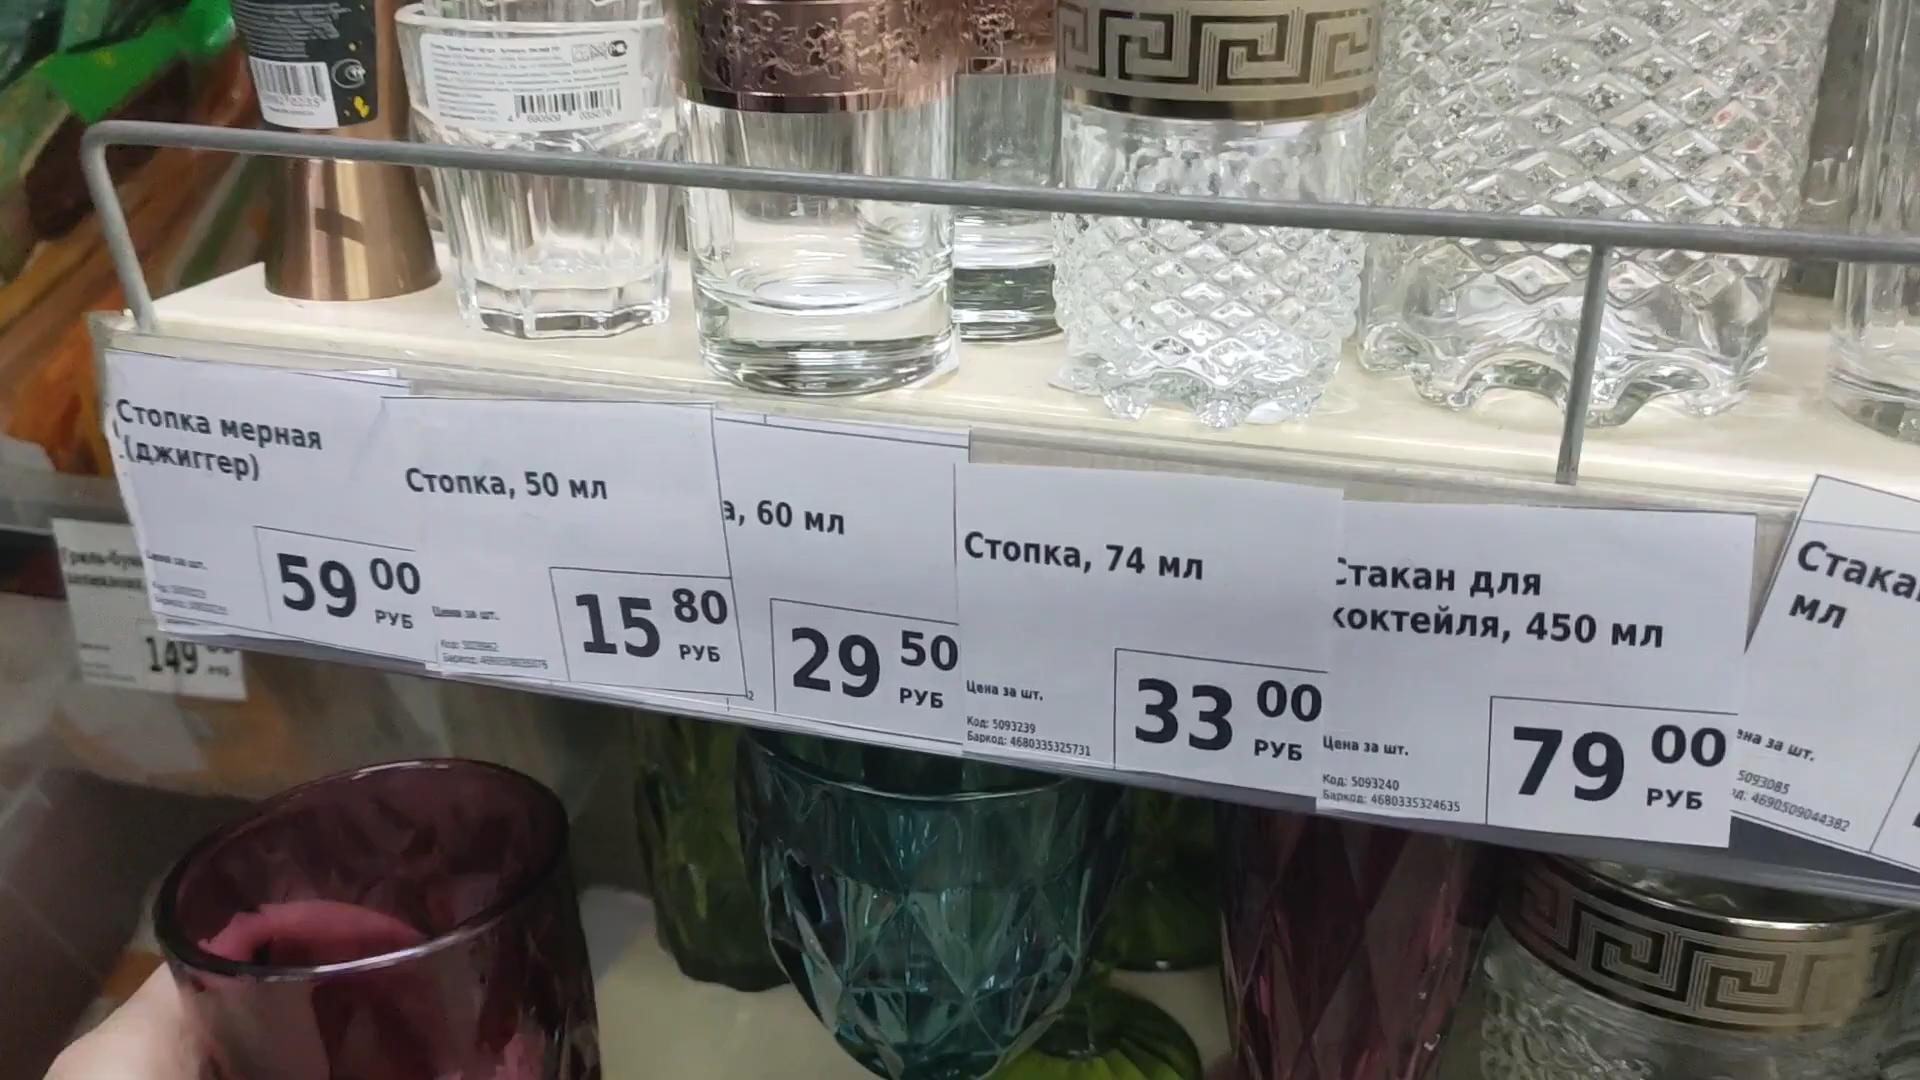 Стопка мерная
(джиггер)
59 00
РУБ
Стопка, 50 мл
Цена за шт.
15 80
РУБ
а, 60 мл
29 50
РУБ
Стопка, 74 мл
Цена за шт.
Код: 5093239
Баркод: 4680335325731
33 00
РУБ
Стакан для
коктейля, 450 мл
Цена за шт.
Код: 5093240
Баркод: 4680335324635
79 00
РУБ
Стака
мл
ена за шт.
5093085
од: 4690509044382
149